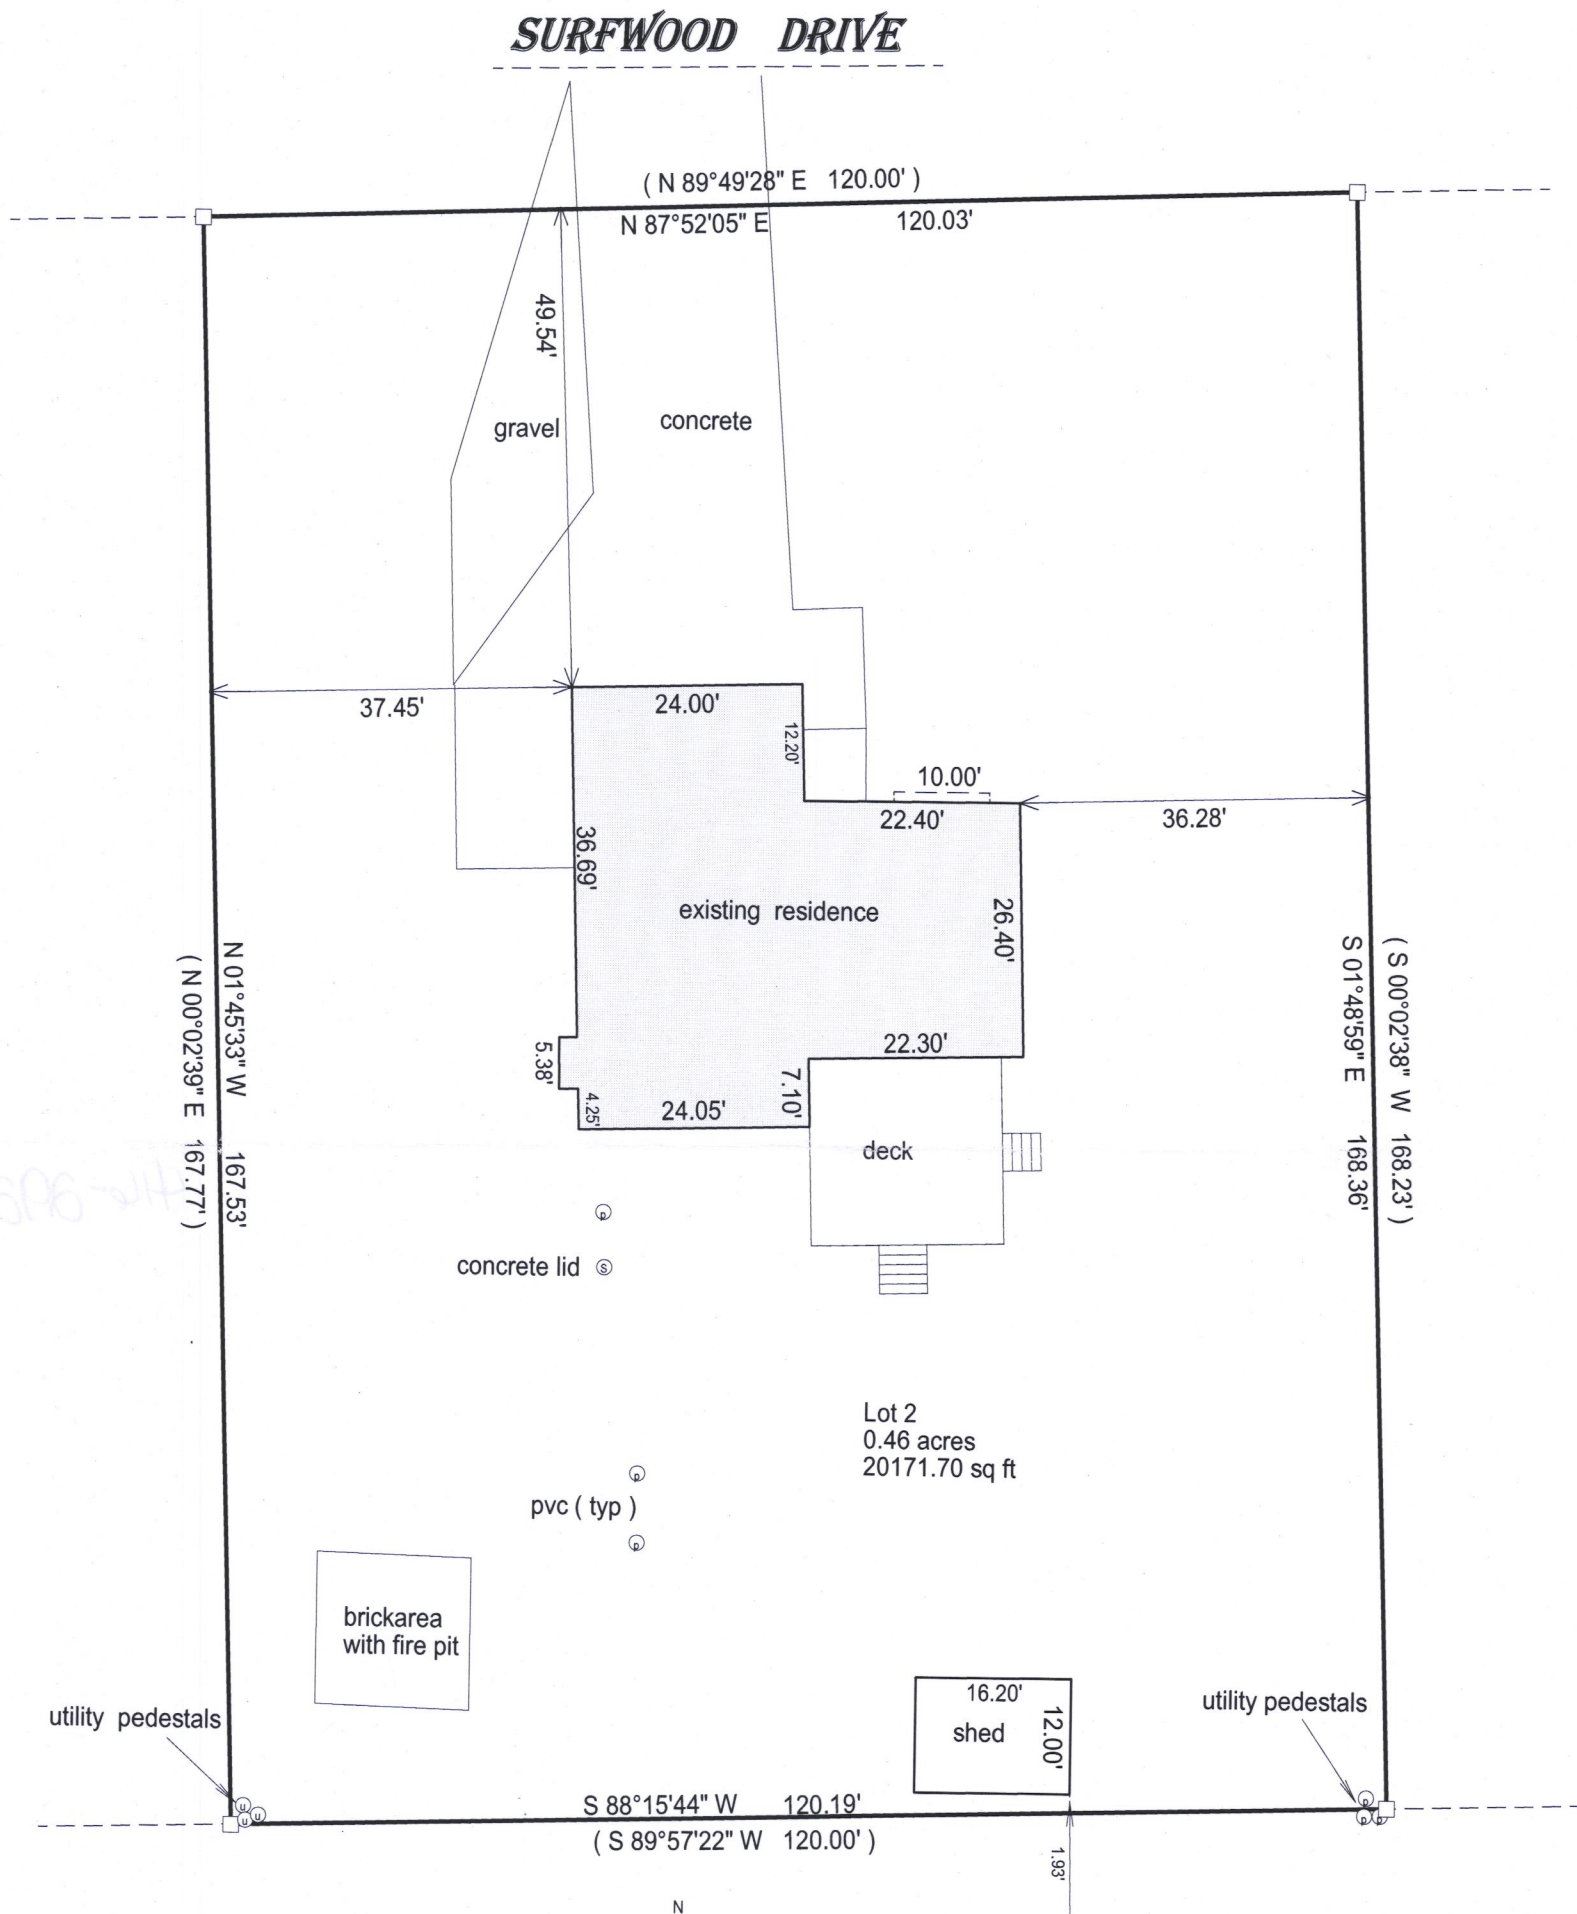 SURFWOOD DRIVE
( N 89°49'28" E 120.00' )
N 87°52'05" E 120.03'
49.54'
gravel
concrete
37.45'
24.00'
12.20'
10.00'
22.40'
36.28'
36.69'
existing residence
26.40'
N 01°45'33" W 167.53'
( N 00°02'39" E 167.77' )
S 01°48'59" E 168.36'
( S 00°02'38" W 168.23' )
5.38'
22.30'
7.10'
4.25'
24.05'
deck
p
concrete lid s
Lot 2
0.46 acres
20171.70 sq ft
p
pvc ( typ )
p
brickarea
with fire pit
16.20'
shed
12.00'
utility pedestals
utility pedestals
u
u
u
p
p
p
S 88°15'44" W 120.19'
( S 89°57'22" W 120.00' )
1.93'
N